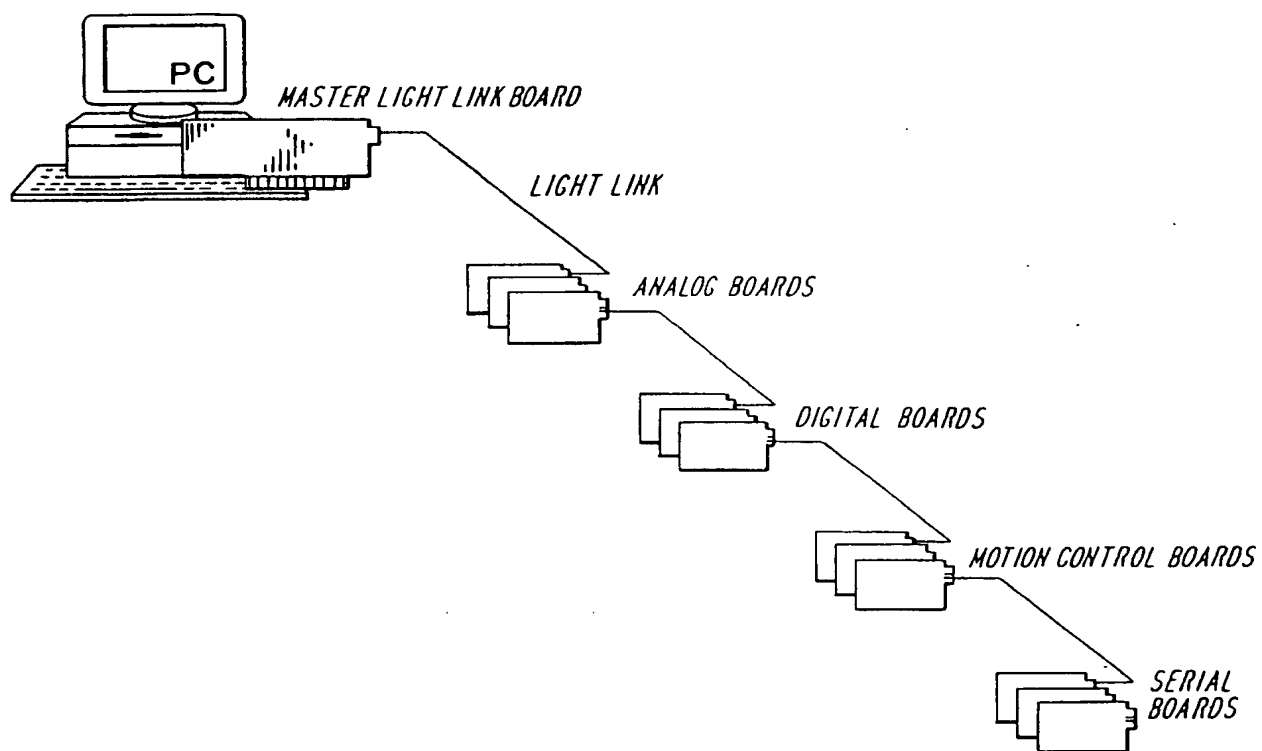 PC
MASTER LIGHT LINK BOARD
LIGHT LINK
ANALOG BOARDS
DIGITAL BOARDS
MOTION CONTROL BOARDS
SERIAL
BOARDS